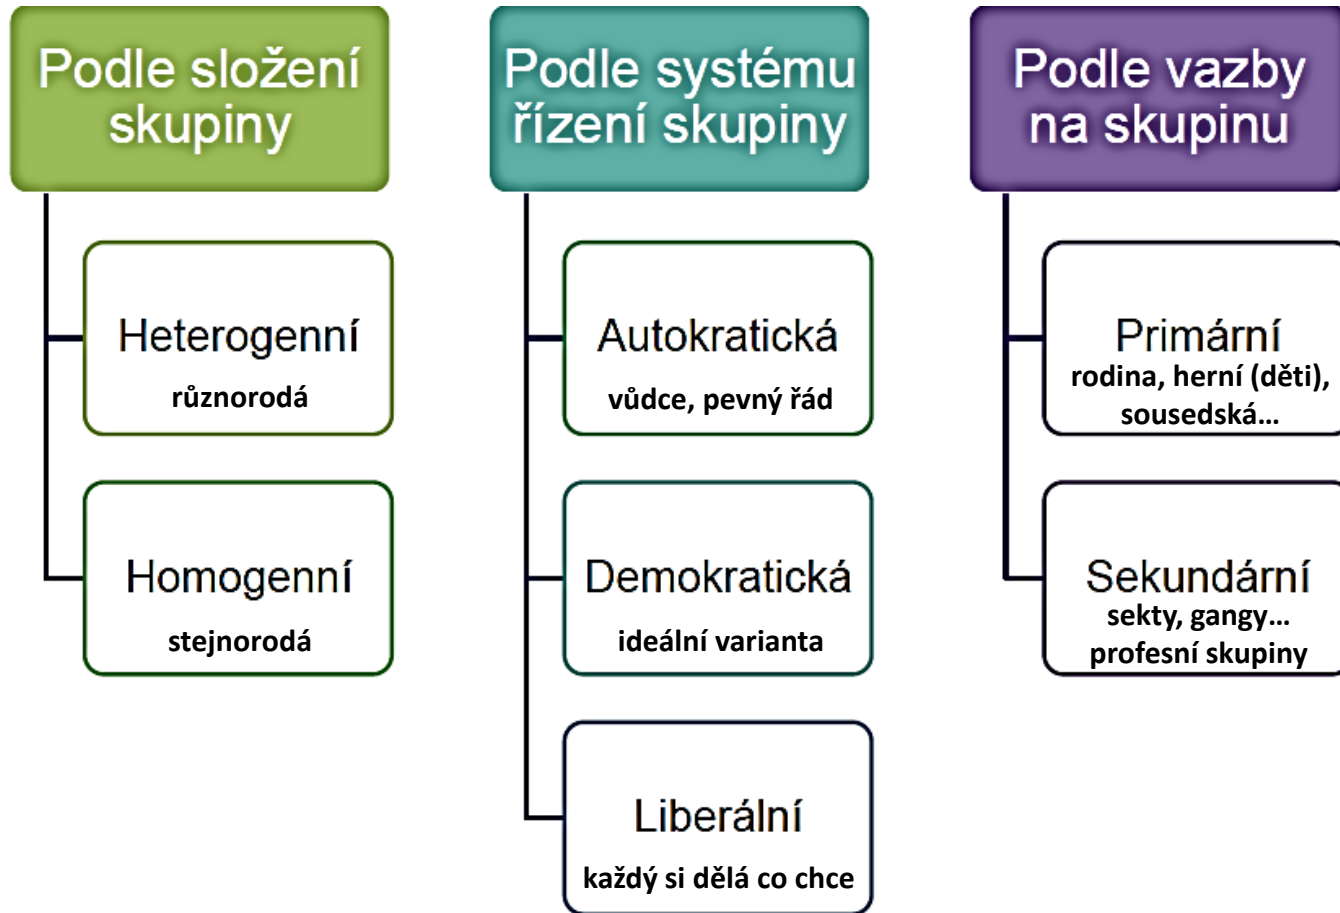 Podle složení
skupiny
Heterogenní
různorodá
Homogenní
stejnorodá
Podle systému
řízení skupiny
Autokratická
vůdce, pevný řád
Demokratická
ideální varianta
Liberální
každý si dělá co chce
Podle vazby
na skupinu
Primární
rodina, herní (děti),
sousedská…
Sekundární
sekty, gangy…
profesní skupiny